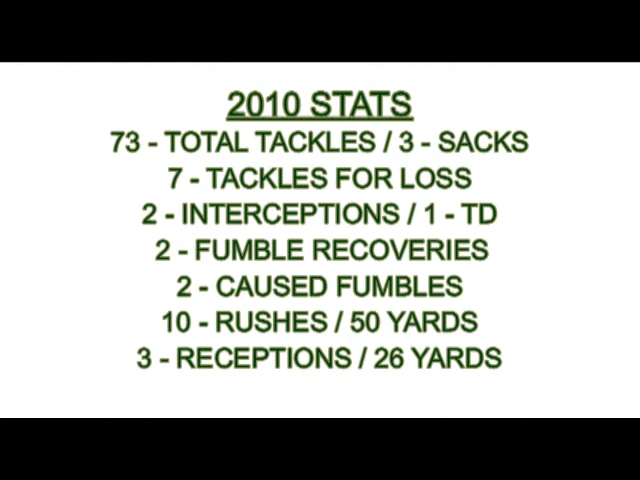 2010 STATS
73 - TOTAL TACKLES / 3 - SACKS
7 - TACKLES FOR LOSS
2 - INTERCEPTIONS / 1 - TD
2 - FUMBLE RECOVERIES
2 - CAUSED FUMBLES
10 - RUSHES / 50 YARDS
3 - RECEPTIONS / 26 YARDS